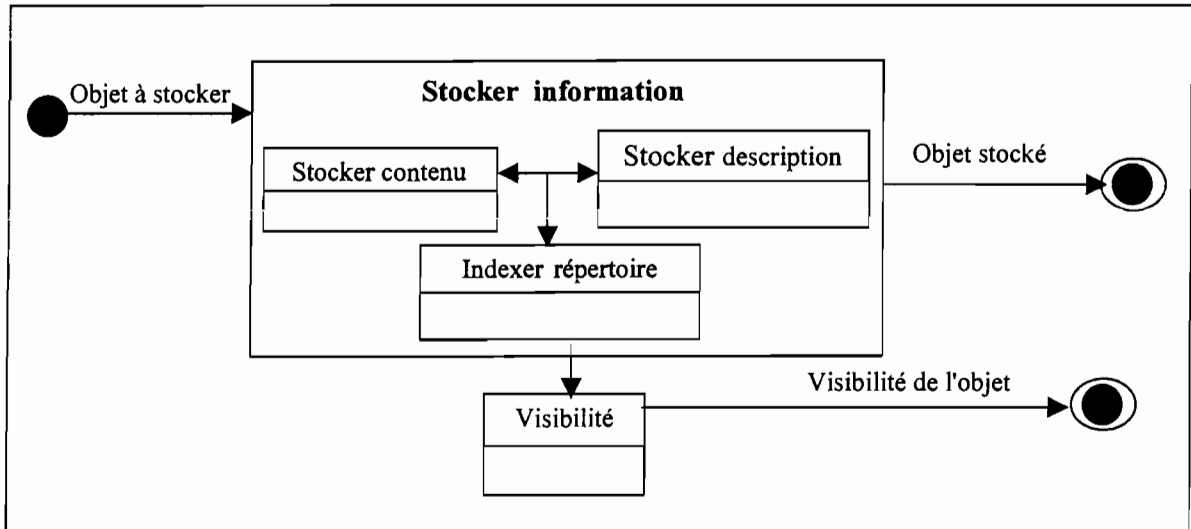 Objet à stocker
Stocker information
Stocker contenu
Stocker description
Objet stocké
Indexer répertoire
Visibilité
Visibilité de l'objet